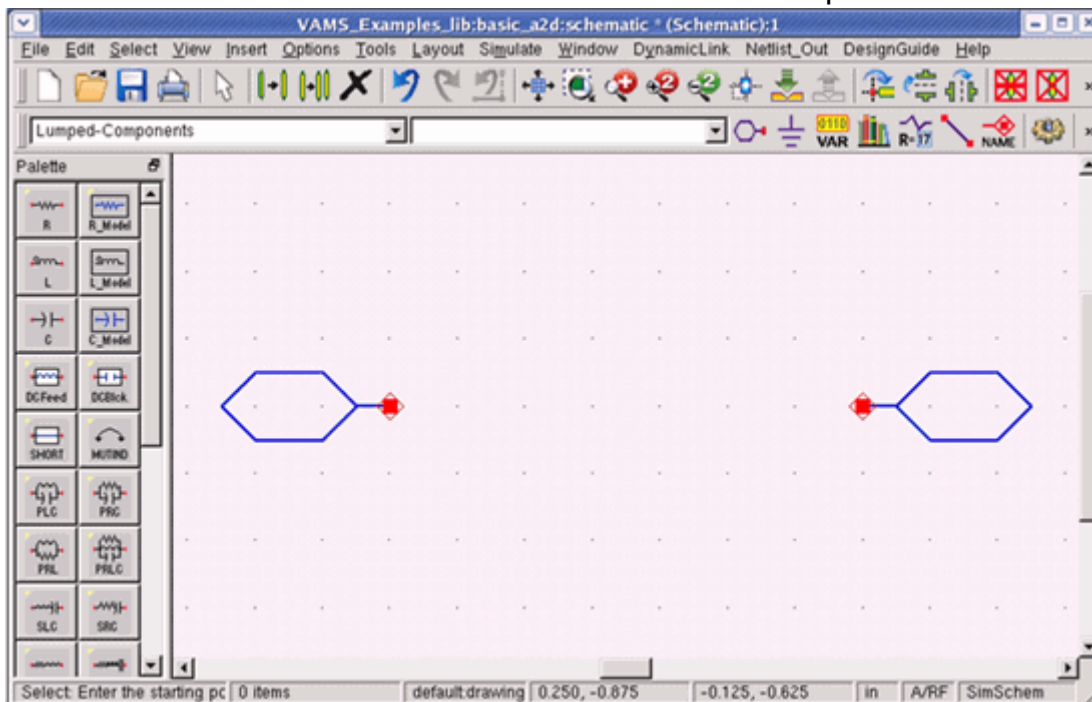 VAMS_Examples_lib:basic_a2d:schematic * (Schematic):1
File Edit Select View Insert Options Tools Layout Simulate Window DynamicLink Netlist_Out DesignGuide Help
Lumped-Components 0110 VAR R=17 NAME
Palette
R R_Model
L L_Model
C C_Model
DCFeed DCBlck
SHORT MUTIND
PLC PRC
PRL PRLC
SLC SRC
Select: Enter the starting pc 0 items default:drawing 0.250, -0.875 -0.125, -0.625 in A/RF SimSchem